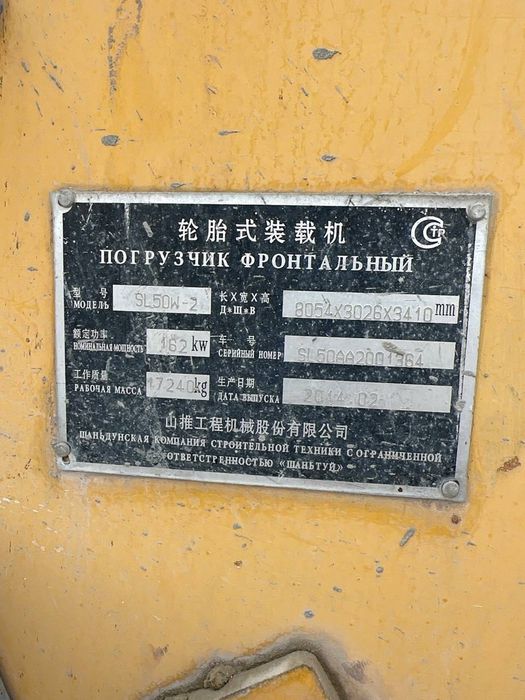 轮胎式装载机
ПОГРУЗЧИК ФРОНТАЛЬНЫЙ
型号 SL50W-2 长X宽X高 8054X3026X3410 mm
МОДЕЛЬ Д*Ш*В
额定功率 162 kw 车号 SL50AA2001364
НОМИНАЛЬНАЯ МОЩНОСТЬ СЕРИЙНЫЙ НОМЕР
工作质量 17240 kg 生产日期 2014.02
РАБОЧАЯ МАССА ДАТА ВЫПУСКА
山推工程机械股份有限公司
ШАНЬДУНСКАЯ КОМПАНИЯ СТРОИТЕЛЬНОЙ ТЕХНИКИ С ОГРАНИЧЕННОЙ
ОТВЕТСТВЕННОСТЬЮ «ШАНЬТУЙ»